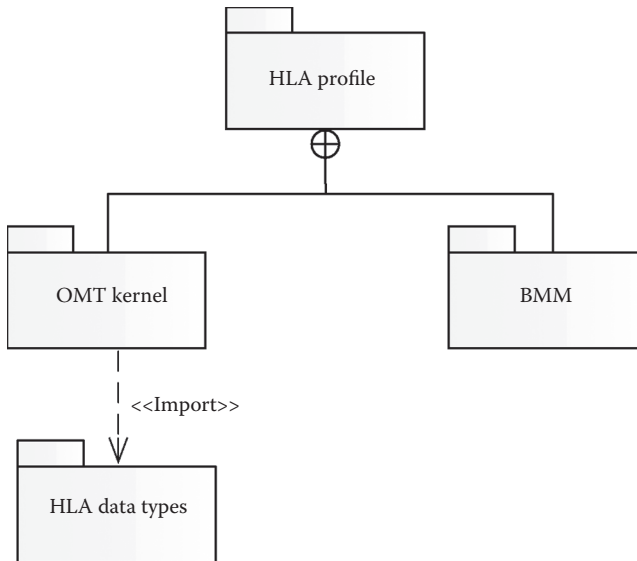 HLA profile
OMT kernel
BMM
<<Import>>
HLA data types